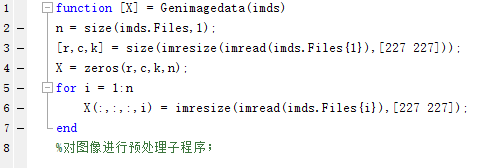 1 function [X] = Genimagedata(imds)
2 n = size(imds.Files,1);
3 [r,c,k] = size(imresize(imread(imds.Files{1}),[227 227]));
4 X = zeros(r,c,k,n);
5 for i = 1:n
6 X(:,:,:,i) = imresize(imread(imds.Files{i}),[227 227]);
7 end
8 %对图像进行预处理子程序;